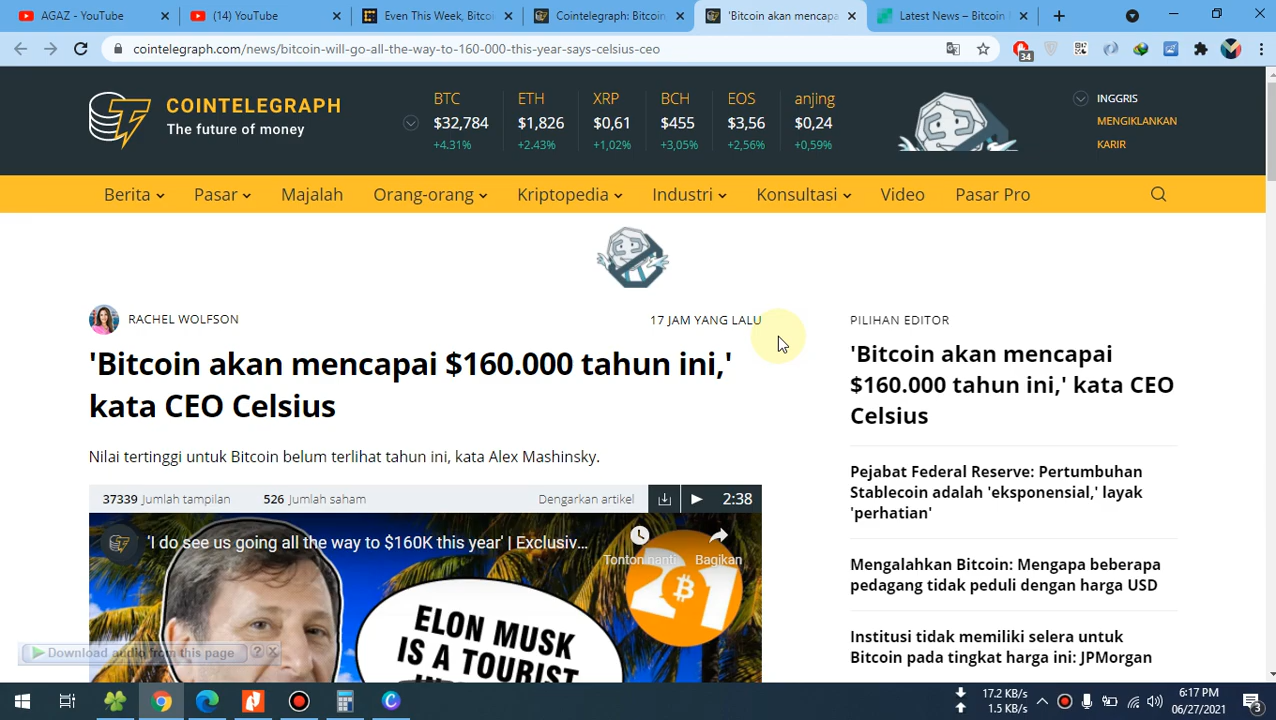 AGAZ - YouTube
(14) YouTube
Even This Week, Bitco
Cointelegraph: Bitcoin
'Bitcoin akan mencapa
Latest News – Bitcoin
cointelegraph.com/news/bitcoin-will-go-all-the-way-to-160-000-this-year-says-celsius-ceo
34
COINTELEGRAPH
The future of money
BTC ETH XRP BCH EOS anjing
$32,784 $1,826 $0,61 $455 $3,56 $0,24
+4.31% +2.43% +1,02% +3,05% +2,56% +0,59%
INGGRIS
MENGIKLANKAN
KARIR
Berita Pasar Majalah Orang-orang Kriptopedia Industri Konsultasi Video Pasar Pro
RACHEL WOLFSON
17 JAM YANG LALU
'Bitcoin akan mencapai $160.000 tahun ini,'
kata CEO Celsius
Nilai tertinggi untuk Bitcoin belum terlihat tahun ini, kata Alex Mashinsky.
37339 Jumlah tampilan 526 Jumlah saham Dengarkan artikel 2:38
'I do see us going all the way to $160K this year' | Exclusiv...
Tonton nanti
Bagikan
21
ELON MUSK
IS A TOURIST
Download audio from this page ?
PILIHAN EDITOR
'Bitcoin akan mencapai
$160.000 tahun ini,' kata CEO
Celsius
Pejabat Federal Reserve: Pertumbuhan
Stablecoin adalah 'eksponensial,' layak
'perhatian'
Mengalahkan Bitcoin: Mengapa beberapa
pedagang tidak peduli dengan harga USD
Institusi tidak memiliki selera untuk
Bitcoin pada tingkat harga ini: JPMorgan
17.2 KB/s
1.5 KB/s
6:17 PM
06/27/2021
3